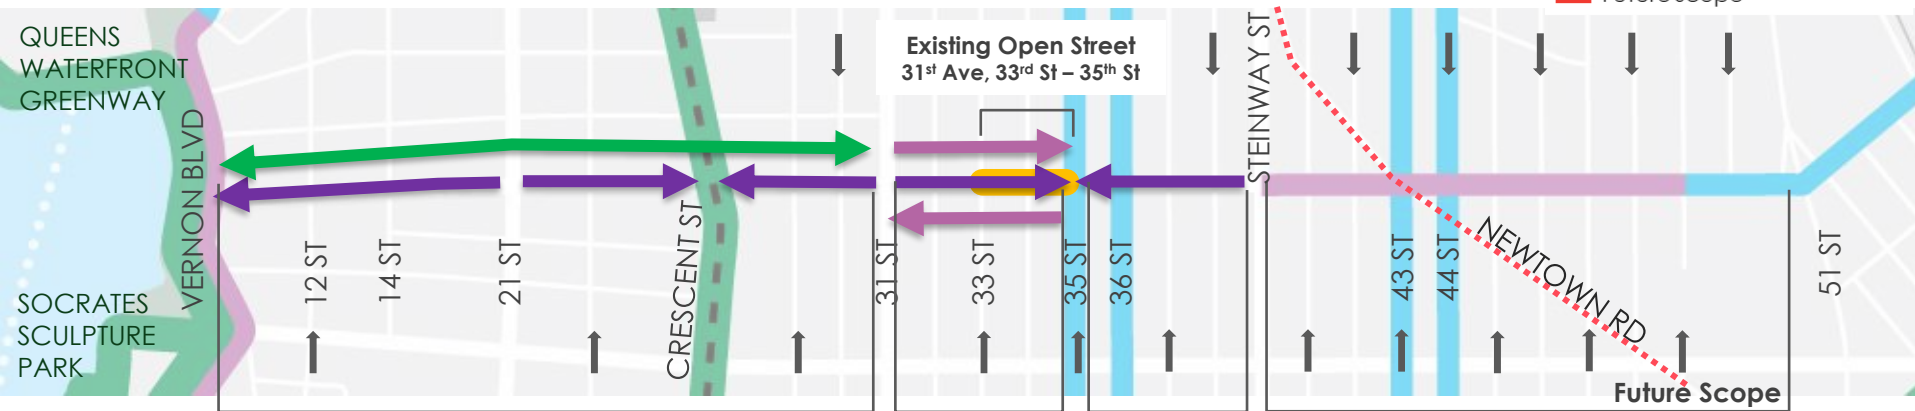 Future Scope
QUEENS
WATERFRONT
GREENWAY
Existing Open Street
31st Ave, 33rd St – 35th St
STEINWAY ST
VERNON BLVD
12 ST
14 ST
21 ST
CRESCENT ST
31 ST
33 ST
35 ST
36 ST
43 ST
44 ST
NEWTOWN RD
51 ST
SOCRATES
SCULPTURE
PARK
Future Scope